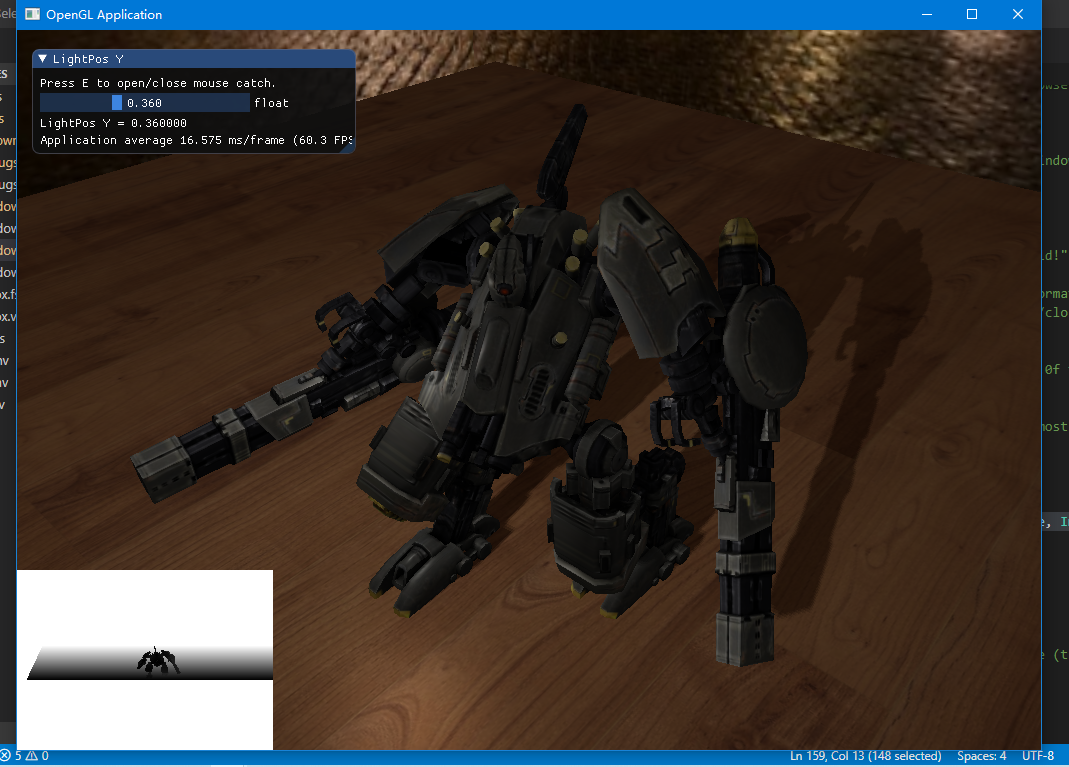 OpenGL Application
LightPos Y
Press E to open/close mouse catch.
0.360 float
LightPos Y = 0.360000
Application average 16.575 ms/frame (60.3 FPS
5 0
Ln 159, Col 13 (148 selected) Spaces: 4 UTF-8